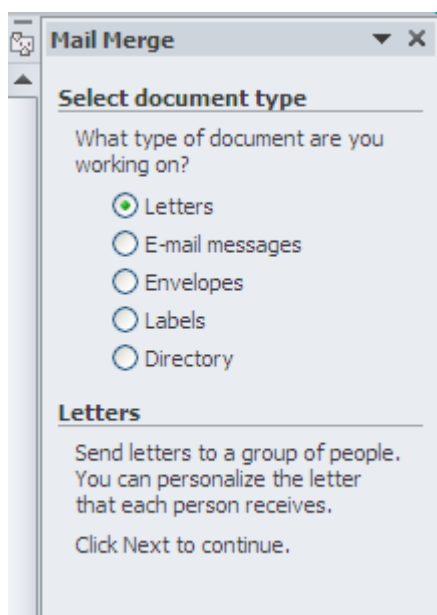 Mail Merge
Select document type
What type of document are you
working on?
Letters
E-mail messages
Envelopes
Labels
Directory
Letters
Send letters to a group of people.
You can personalize the letter
that each person receives.
Click Next to continue.